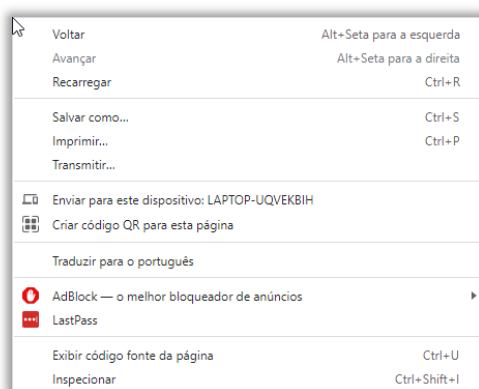 Voltar Alt+Seta para a esquerda
Avançar Alt+Seta para a direita
Recarregar Ctrl+R
Salvar como... Ctrl+S
Imprimir... Ctrl+P
Transmitir...
Enviar para este dispositivo: LAPTOP-UQVEKBIH
Criar código QR para esta página
Traduzir para o português
AdBlock — o melhor bloqueador de anúncios
LastPass
Exibir código fonte da página Ctrl+U
Inspecionar Ctrl+Shift+I